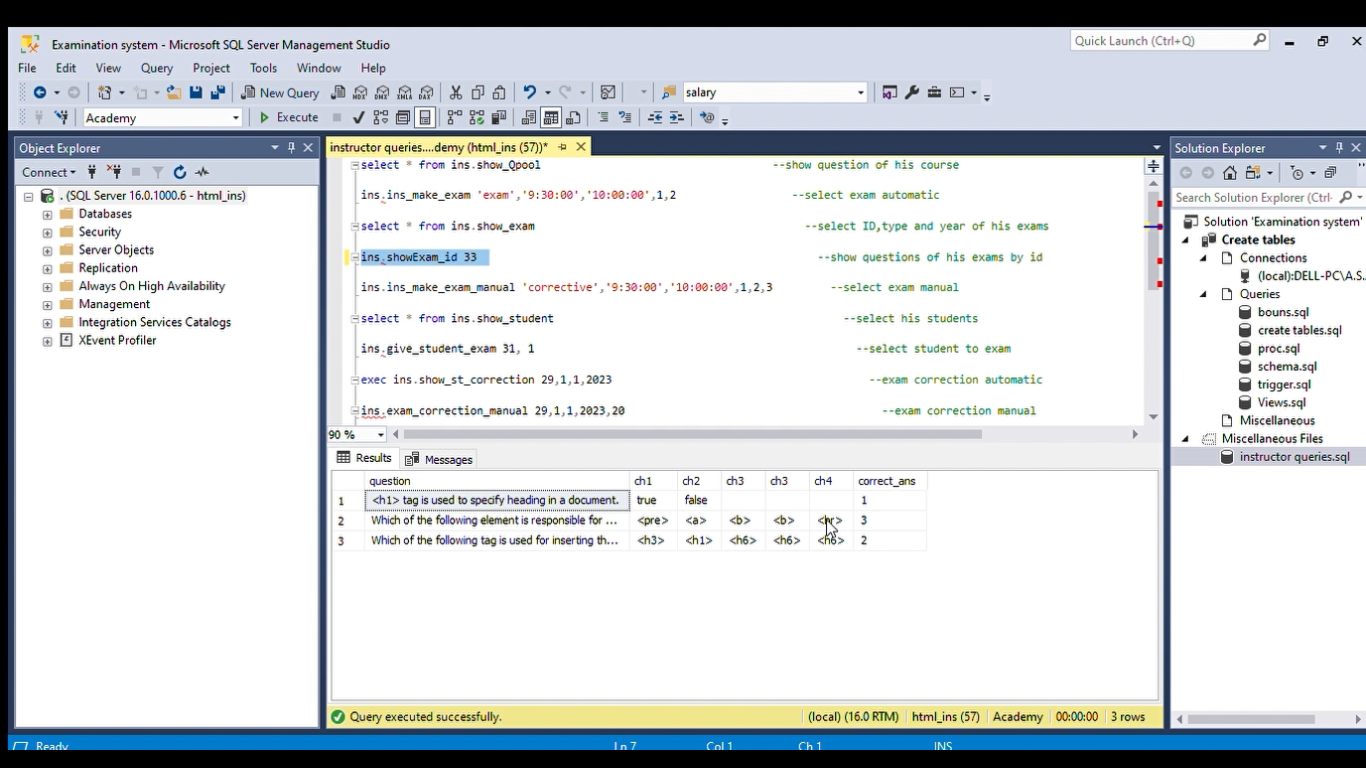 Examination system - Microsoft SQL Server Management Studio
Quick Launch (Ctrl+Q)
File Edit View Query Project Tools Window Help
New Query MDX DMX XMLA DAX salary
Academy Execute
Object Explorer
Connect
. (SQL Server 16.0.1000.6 - html_ins)
Databases
Security
Server Objects
Replication
Always On High Availability
Management
Integration Services Catalogs
XEvent Profiler
instructor queries....demy (html_ins (57))*
select * from ins.show_Qpool --show question of his course
ins.ins_make_exam 'exam','9:30:00','10:00:00',1,2 --select exam automatic
select * from ins.show_exam --select ID,type and year of his exams
ins.showExam_id 33 --show questions of his exams by id
ins.ins_make_exam_manual 'corrective','9:30:00','10:00:00',1,2,3 --select exam manual
select * from ins.show_student --select his students
ins.give_student_exam 31, 1 --select student to exam
exec ins.show_st_correction 29,1,1,2023 --exam correction automatic
ins.exam_correction_manual 29,1,1,2023,20 --exam correction manual
90 %
Results Messages
question ch1 ch2 ch3 ch3 ch4 correct_ans
1 <h1> tag is used to specify heading in a document. true false 1
2 Which of the following element is responsible for ... <pre> <a> <b> <b> 3
3 Which of the following tag is used for inserting th... <h3> <h1> <h6> <h6> <h6> 2
Query executed successfully. (local) (16.0 RTM) html_ins (57) Academy 00:00:00 3 rows
Solution Explorer
Search Solution Explorer (Ctrl-
Solution 'Examination system'
Create tables
Connections
(local):DELL-PC\A.S.
Queries
bouns.sql
create tables.sql
proc.sql
schema.sql
trigger.sql
Views.sql
Miscellaneous
Miscellaneous Files
instructor queries.sql
Ready Ln 7 Col 1 Ch 1 INS